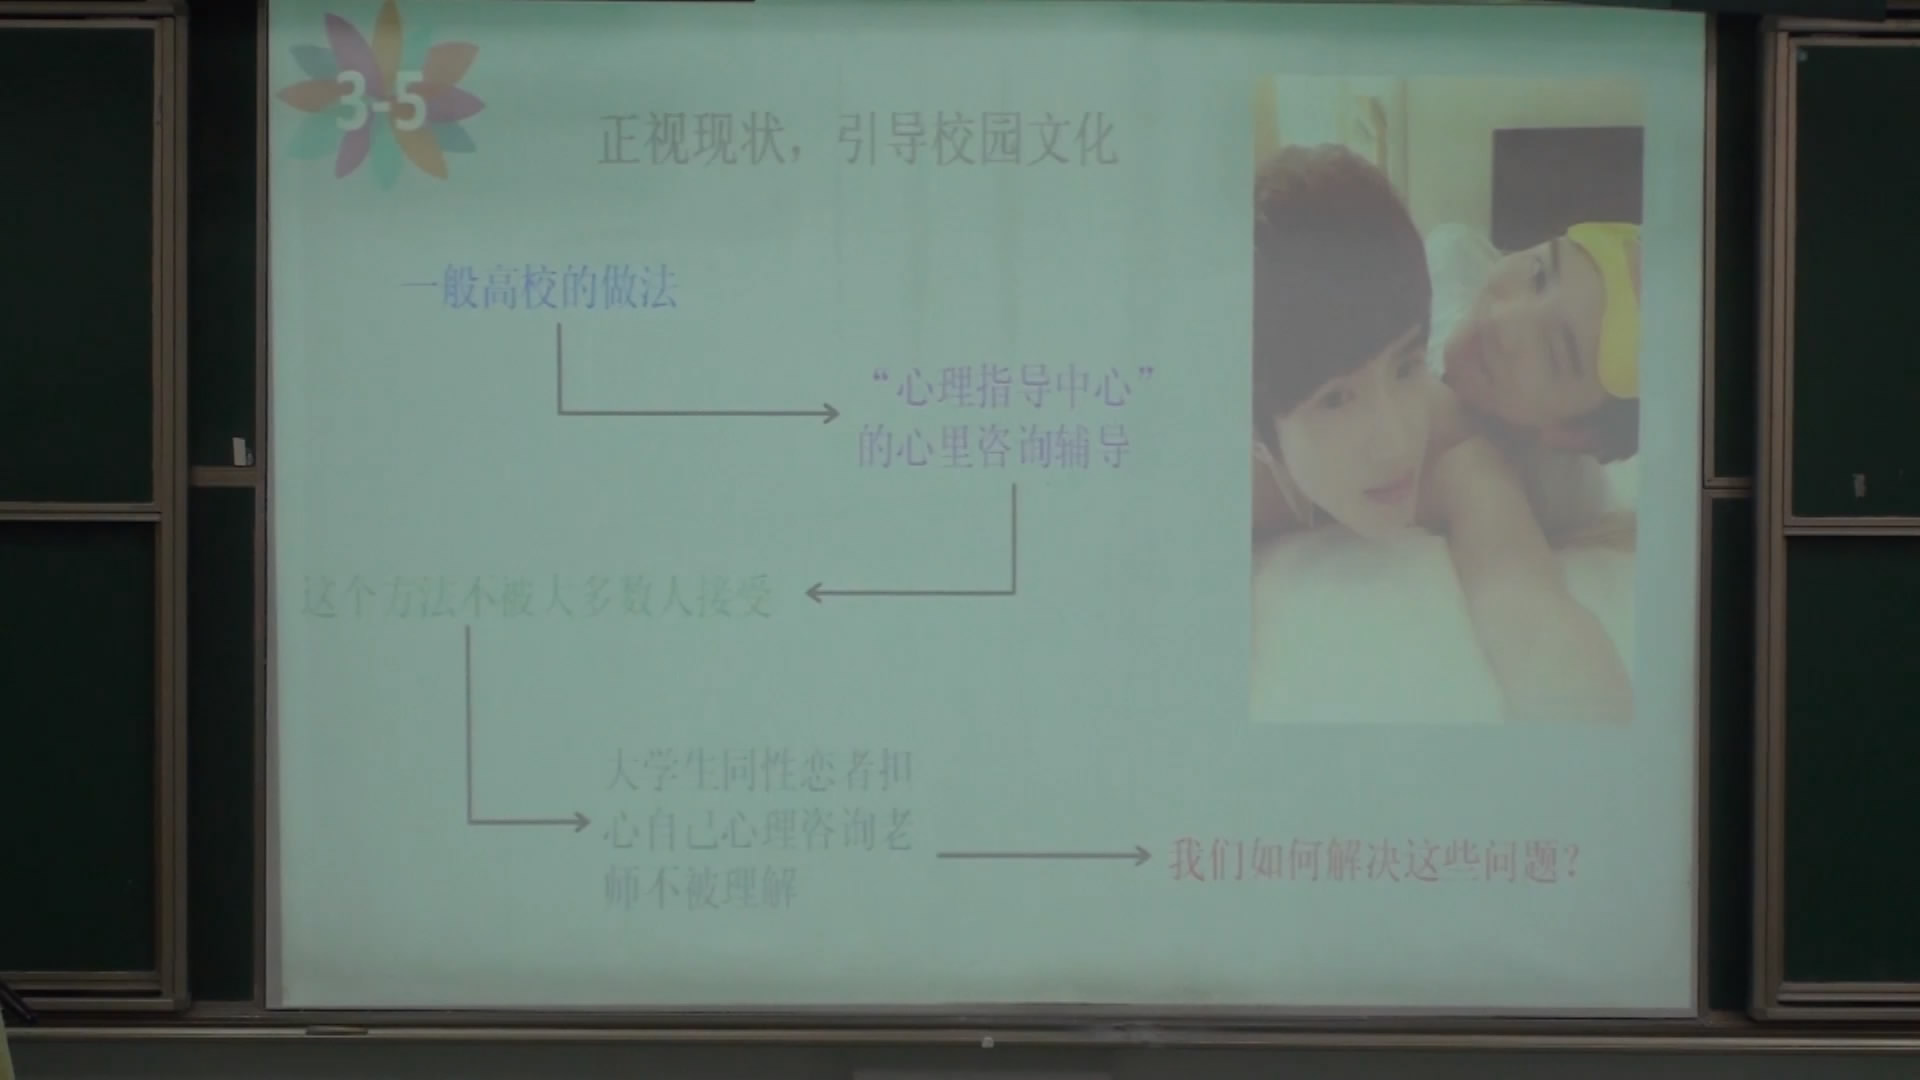 3-5
正视现状，引导校园文化
一般高校的做法
“心理指导中心”
的心里咨询辅导
这个方法不被大多数人接受
大学生同性恋者担
心自己心理咨询老
师不被理解
我们如何解决这些问题？